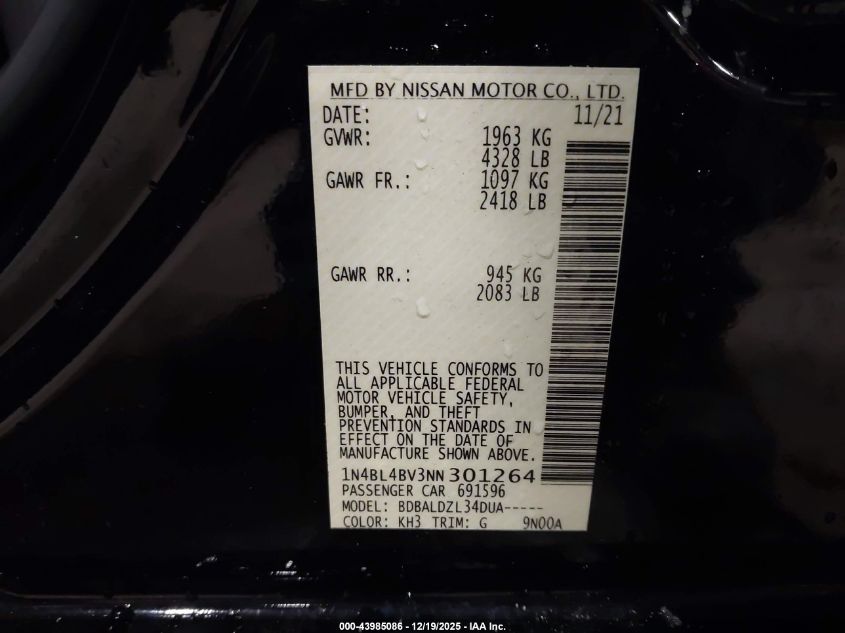 MFD BY NISSAN MOTOR CO., LTD.
DATE: 11/21
GVWR: 1963 KG
4328 LB
GAWR FR.: 1097 KG
2418 LB
GAWR RR.: 945 KG
2083 LB
THIS VEHICLE CONFORMS TO
ALL APPLICABLE FEDERAL
MOTOR VEHICLE SAFETY,
BUMPER, AND THEFT
PREVENTION STANDARDS IN
EFFECT ON THE DATE OF
MANUFACTURE SHOWN ABOVE.
1N4BL4BV3NN301264
PASSENGER CAR 691596
MODEL: BDBALDZL34DUA-----
COLOR: KH3 TRIM: G 9N00A
000-43985086 - 12/19/2025 - IAA Inc.